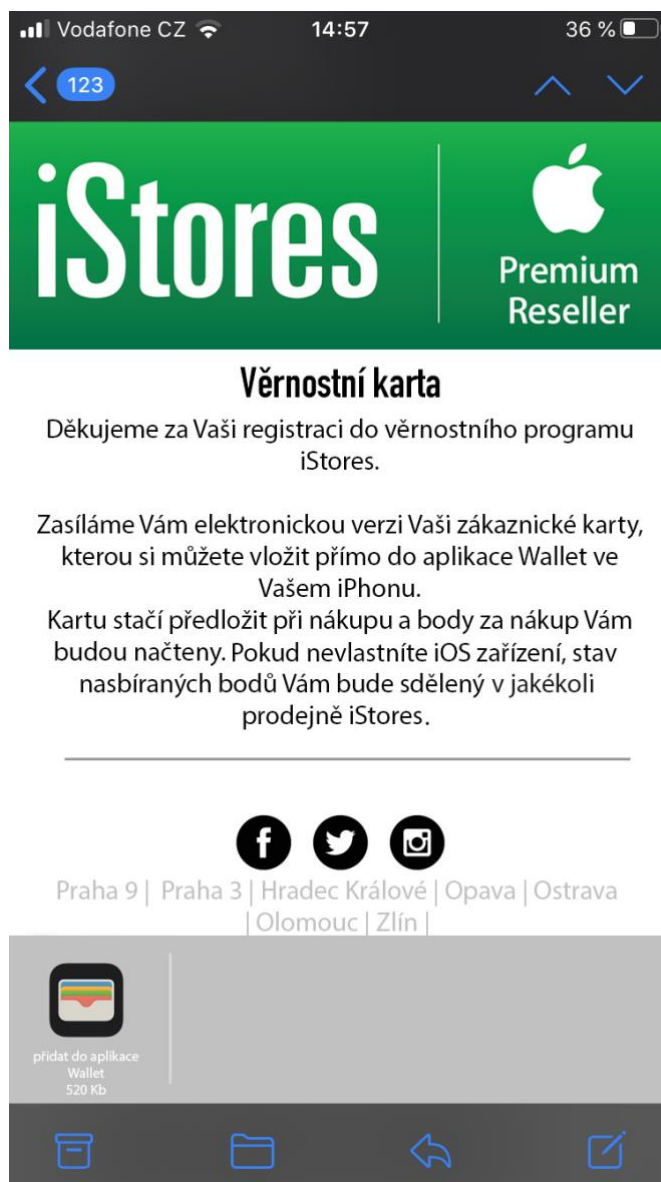 Vodafone CZ 14:57 36 %
123
iStores
Premium
Reseller
Věrnostní karta
Děkujeme za Vaši registraci do věrnostního programu
iStores.
Zasíláme Vám elektronickou verzi Vaši zákaznické karty,
kterou si můžete vložit přímo do aplikace Wallet ve
Vašem iPhonu.
Kartu stačí předložit při nákupu a body za nákup Vám
budou načteny. Pokud nevlastníte iOS zařízení, stav
nasbíraných bodů Vám bude sdělený v jakékoli
prodejně iStores.
Praha 9 | Praha 3 | Hradec Králové | Opava | Ostrava
| Olomouc | Zlín |
přidat do aplikace
Wallet
520 Kb